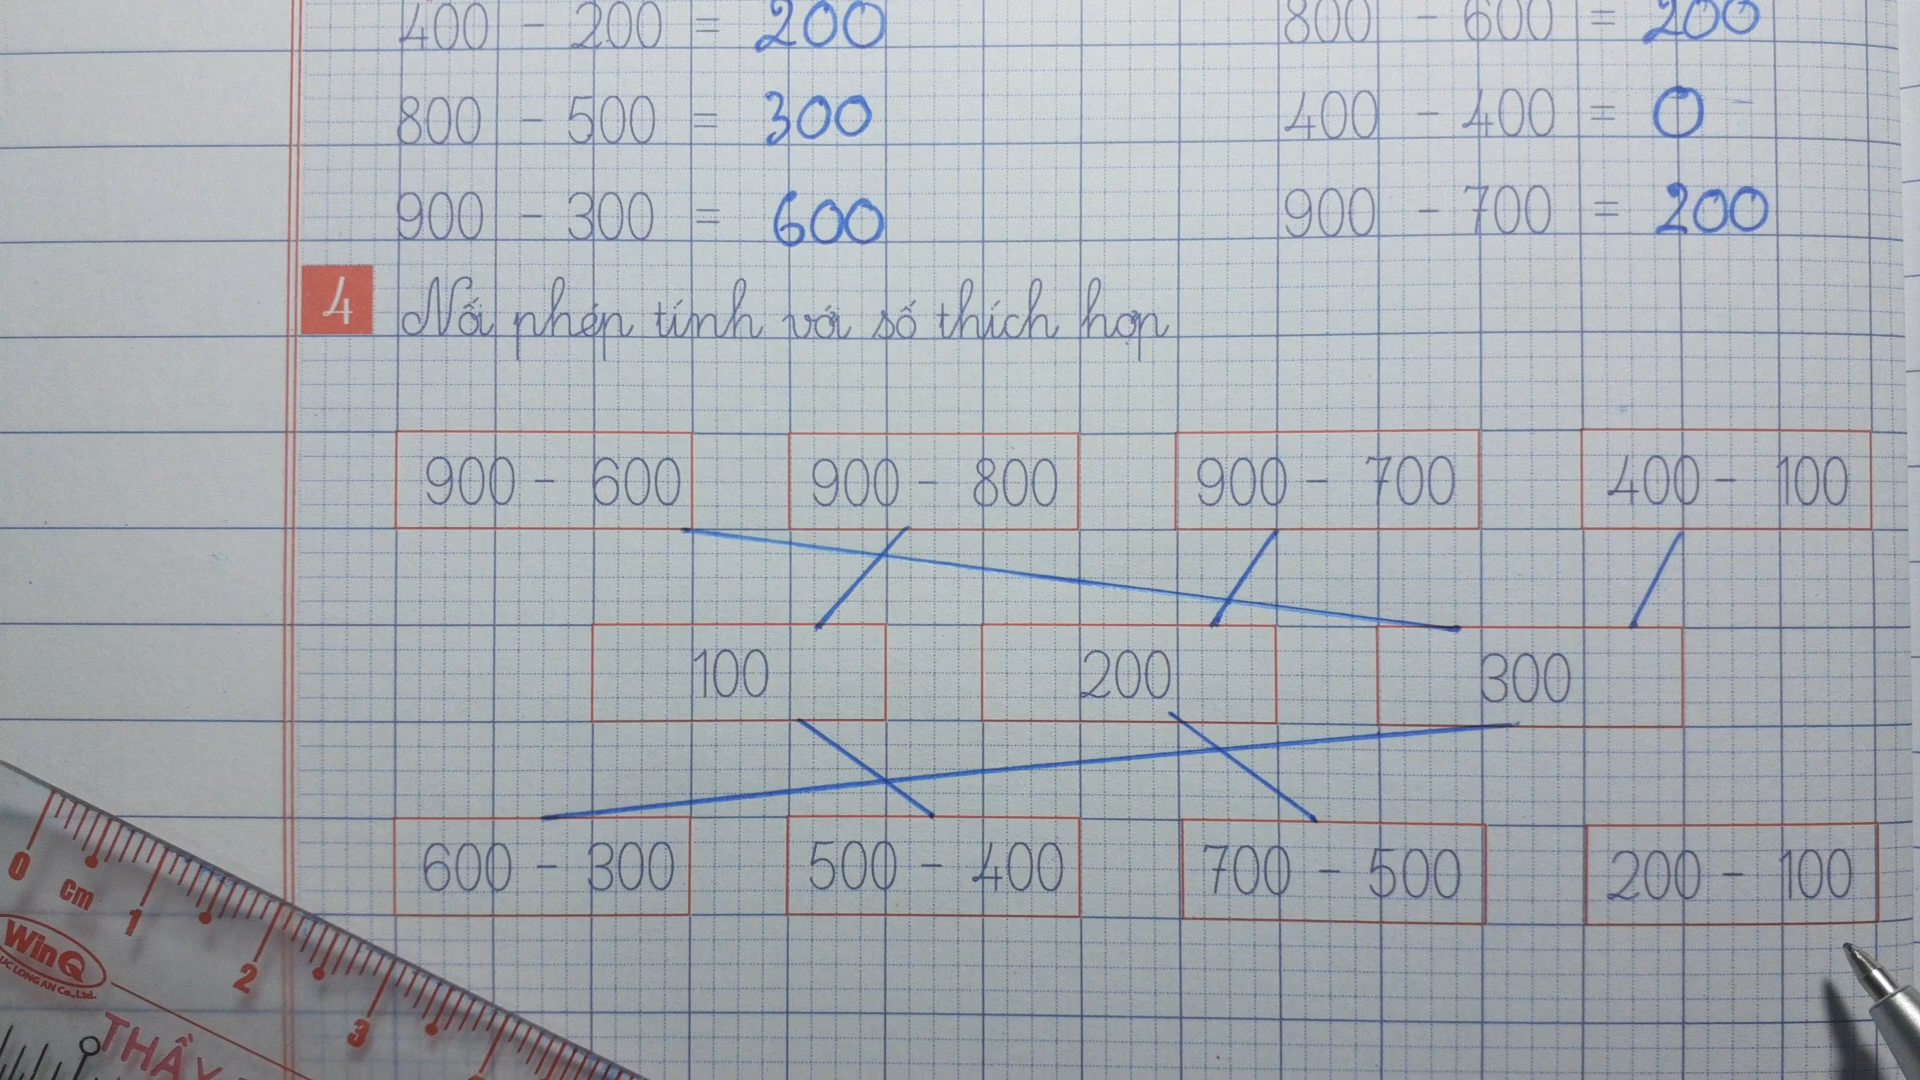 400 - 200 = 200
800 - 600 = 200
800 - 500 = 300
400 - 400 = 0
900 - 300 = 600
900 - 700 = 200
4 Nối phép tính với số thích hợp
900 - 600
900 - 800
900 - 700
400 - 100
100
200
300
600 - 300
500 - 400
700 - 500
200 - 100
0 cm 1 2 3
WinQ
THẦY